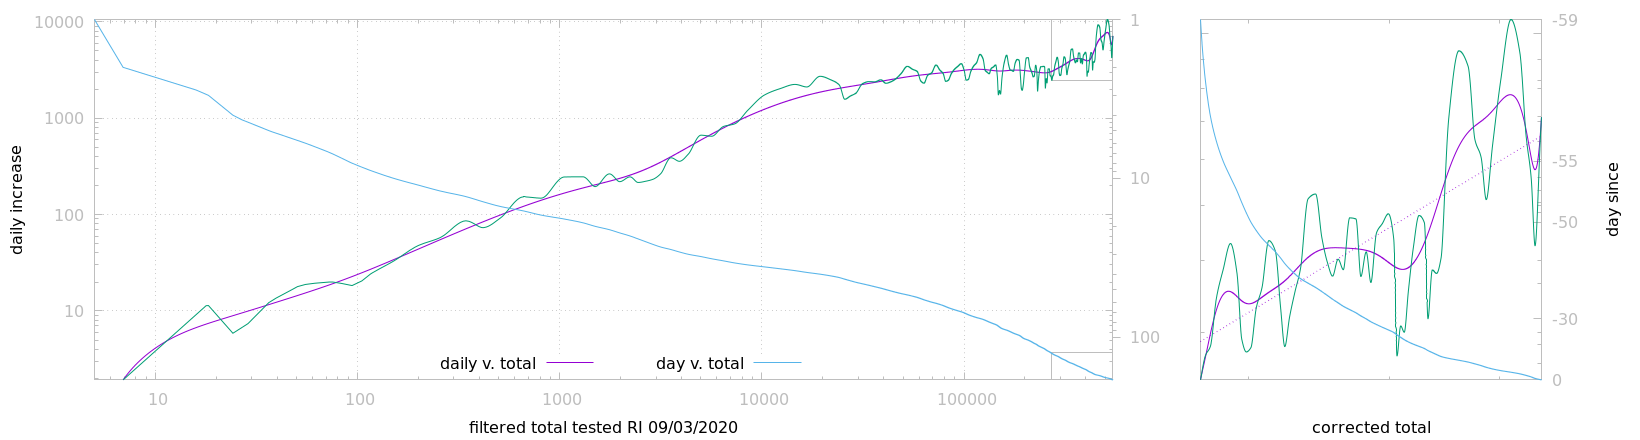 10000
1000
100
10
daily increase
1
10
100
daily v. total
day v. total
10
100
1000
10000
100000
filtered total tested RI 09/03/2020
-59
-55
-50
-30
0
day since
corrected total